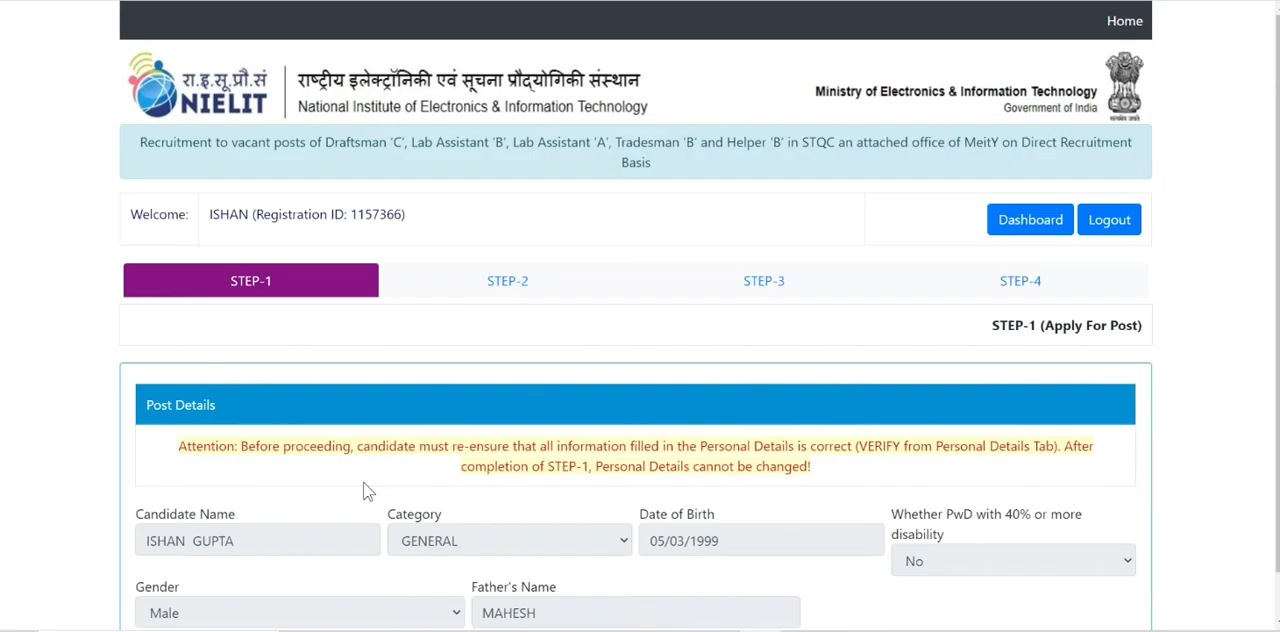 Home
रा.इ.सू.प्रौ.सं
NIELIT
राष्ट्रीय इलेक्ट्रॉनिकी एवं सूचना प्रौद्योगिकी संस्थान
National Institute of Electronics & Information Technology
Ministry of Electronics & Information Technology
Government of India
Recruitment to vacant posts of Draftsman 'C', Lab Assistant 'B', Lab Assistant 'A', Tradesman 'B' and Helper 'B' in STQC an attached office of MeitY on Direct Recruitment
Basis
Welcome: ISHAN (Registration ID: 1157366) Dashboard Logout
STEP-1 STEP-2 STEP-3 STEP-4
STEP-1 (Apply For Post)
Post Details
Attention: Before proceeding, candidate must re-ensure that all information filled in the Personal Details is correct (VERIFY from Personal Details Tab). After
completion of STEP-1, Personal Details cannot be changed!
Candidate Name Category Date of Birth Whether PwD with 40% or more
disability
ISHAN GUPTA GENERAL 05/03/1999
No
Gender Father's Name
Male MAHESH